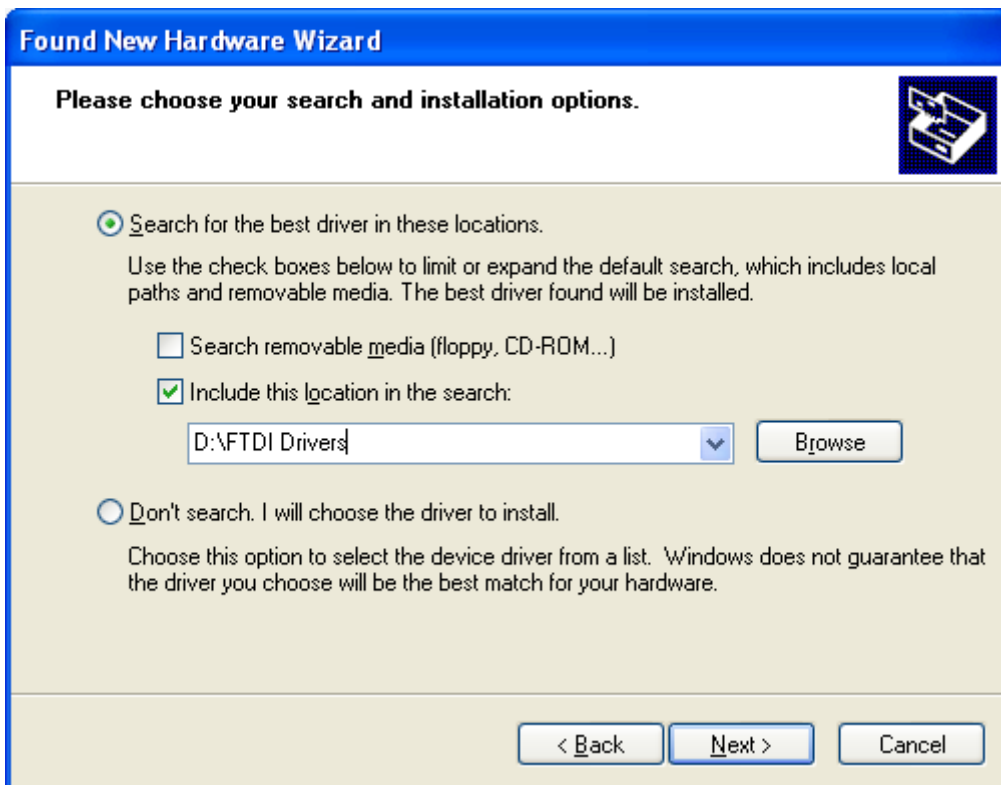 Found New Hardware Wizard
Please choose your search and installation options.
Search for the best driver in these locations.
Use the check boxes below to limit or expand the default search, which includes local
paths and removable media. The best driver found will be installed.
Search removable media (floppy, CD-ROM...)
Include this location in the search:
D:\FTDI Drivers
Browse
Don't search. I will choose the driver to install.
Choose this option to select the device driver from a list.  Windows does not guarantee that
the driver you choose will be the best match for your hardware.
< Back
Next >
Cancel